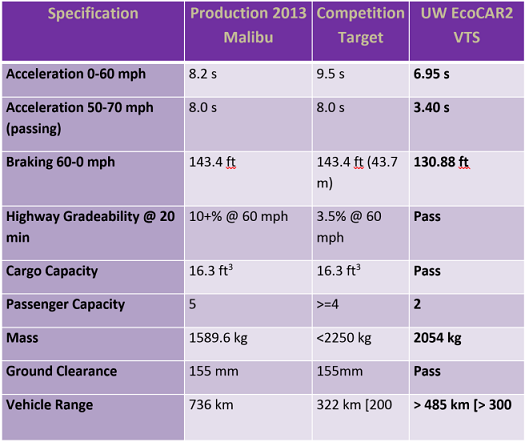 Specification Production 2013 Malibu Competition Target UW EcoCAR2 VTS
Acceleration 0-60 mph 8.2 s 9.5 s 6.95 s
Acceleration 50-70 mph (passing) 8.0 s 8.0 s 3.40 s
Braking 60-0 mph 143.4 ft 143.4 ft (43.7 m) 130.88 ft
Highway Gradeability @ 20 min 10+% @ 60 mph 3.5% @ 60 mph Pass
Cargo Capacity 16.3 ft³ 16.3 ft³ Pass
Passenger Capacity 5 >=4 2
Mass 1589.6 kg <2250 kg 2054 kg
Ground Clearance 155 mm 155mm Pass
Vehicle Range 736 km 322 km [200 > 485 km [> 300